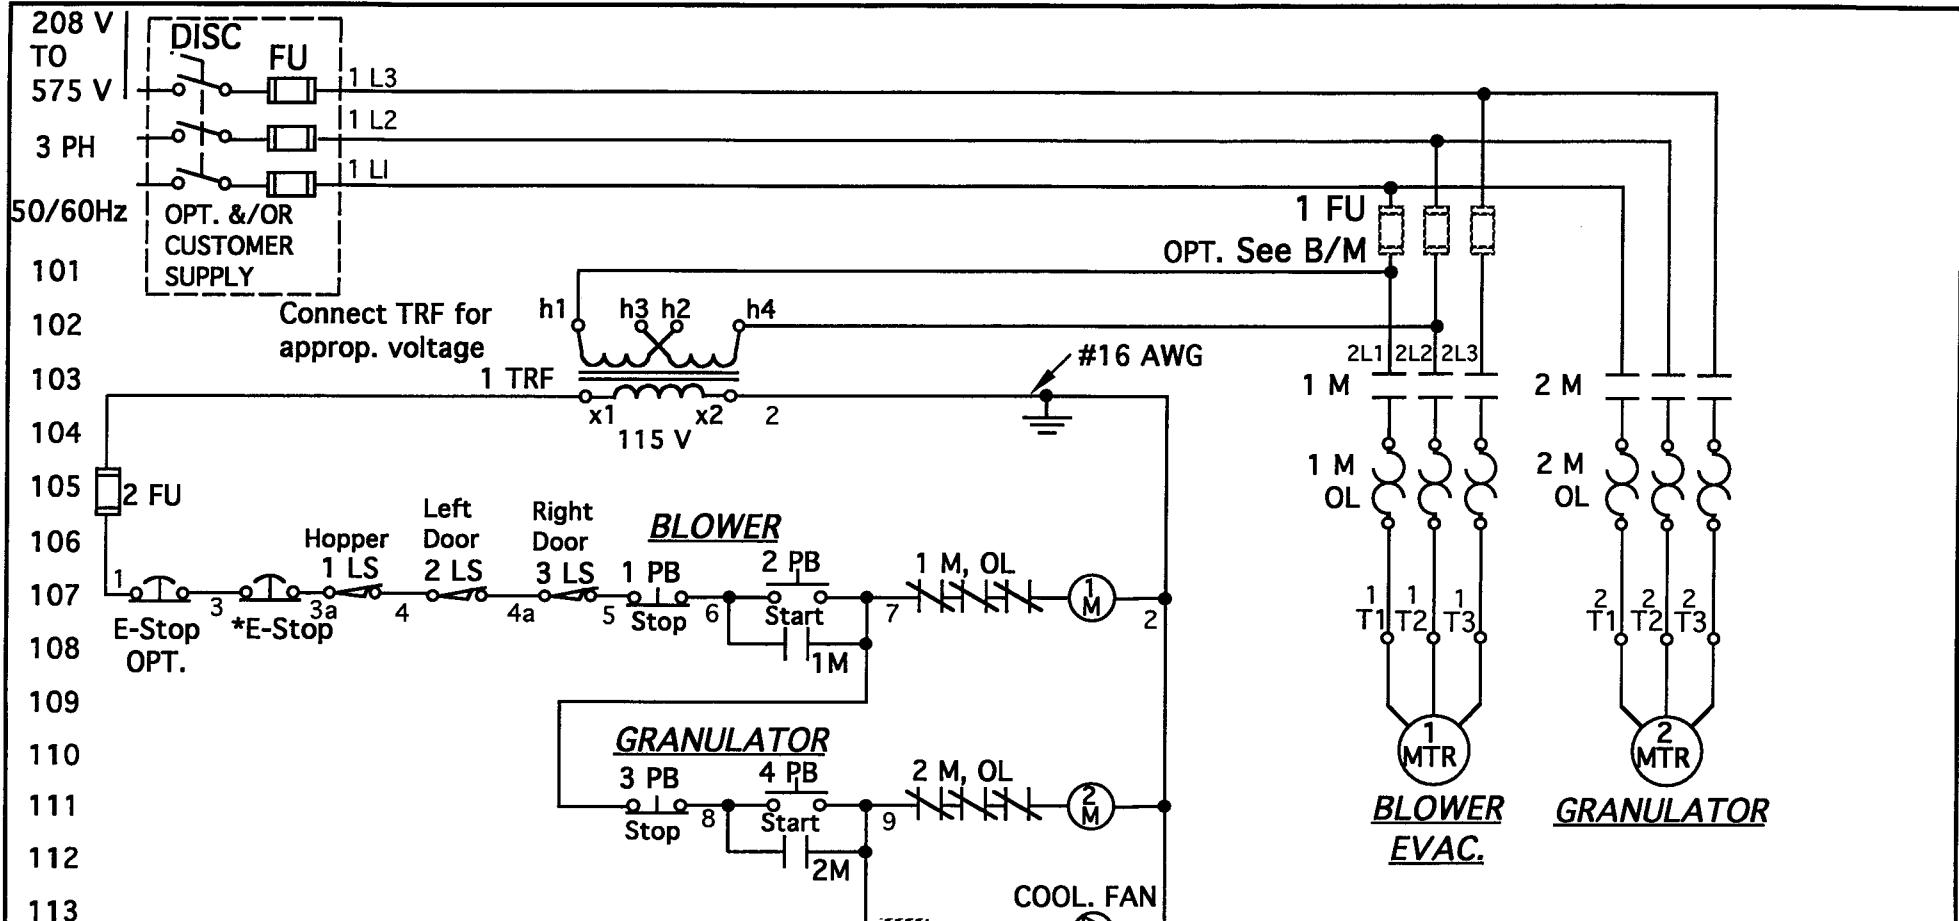 208 V
TO
575 V
3 PH
50/60Hz
DISC
FU
1 L3
1 L2
1 LI
OPT. &/OR
CUSTOMER
SUPPLY
1 FU
OPT. See B/M
101
102
103
104
105
106
107
108
109
110
111
112
113
Connect TRF for
approp. voltage
h1 h3 h2 h4
1 TRF
x1 x2 2
115 V
#16 AWG
2L1 2L2 2L3
1 M
2 M
1 M
OL
2 M
OL
2 FU
Hopper
1 LS
Left
Door
2 LS
Right
Door
3 LS
BLOWER
1 PB
2 PB
1 M, OL
1
M
1 3 3a 4 4a 5 6 7 2
E-Stop
OPT.
*E-Stop
Stop
Start
1M
1 1 1
T1 T2 T3
2 2 2
T1 T2 T3
GRANULATOR
3 PB
4 PB
2 M, OL
2
M
8 9
Stop
Start
2M
1
MTR
2
MTR
BLOWER
EVAC.
GRANULATOR
COOL. FAN